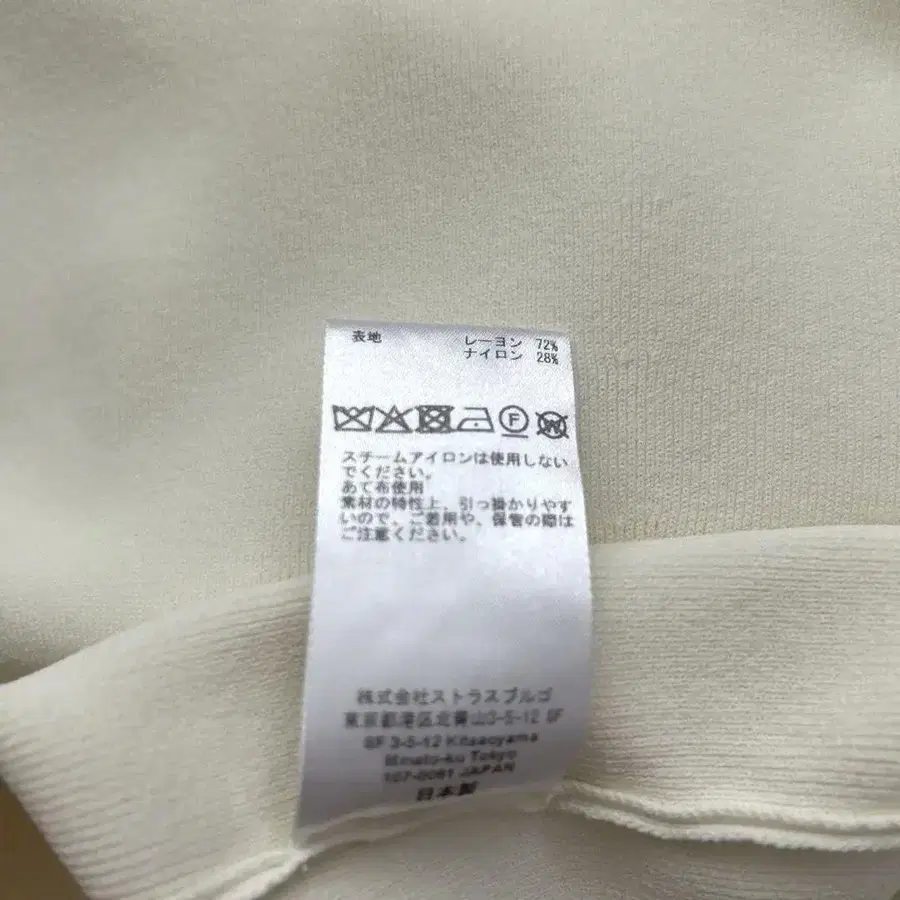 表地 レーヨン 72%
ナイロン 28%
F W
スチームアイロンは使用しない
でください。
あて布使用
素材の特性上、引っ掛かりやす
いので、ご着用や、保管の際は
ご注意ください。
株式会社ストラスブルゴ
東京都港区北青山3-5-12 6F
6F 3-5-12 Kitaaoyama
Minato-ku Tokyo
107-0061 JAPAN
日本製